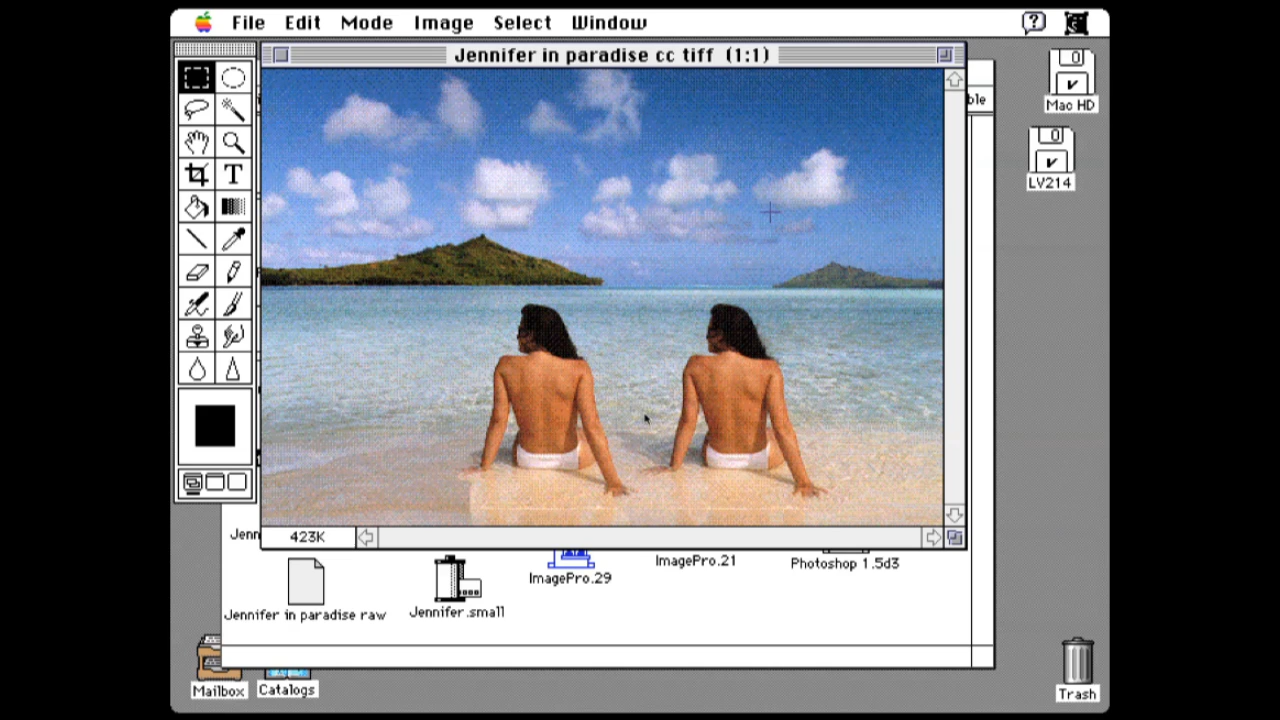 File Edit Mode Image Select Window
Jennifer in paradise cc tiff (1:1)
ble
Mac HD
LV214
T
423K
Jenn
ImagePro.29
ImagePro.21
Photoshop 1.5d3
Jennifer in paradise raw
Jennifer.small
Mailbox
Catalogs
Trash